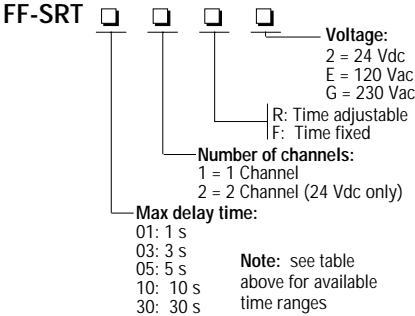 FF-SRT
Voltage:
2 = 24 Vdc
E = 120 Vac
G = 230 Vac
R: Time adjustable
F: Time fixed
Number of channels:
1 = 1 Channel
2 = 2 Channel (24 Vdc only)
Max delay time:
01: 1 s
03: 3 s
05: 5 s
10: 10 s
30: 30 s
Note: see table
above for available
time ranges